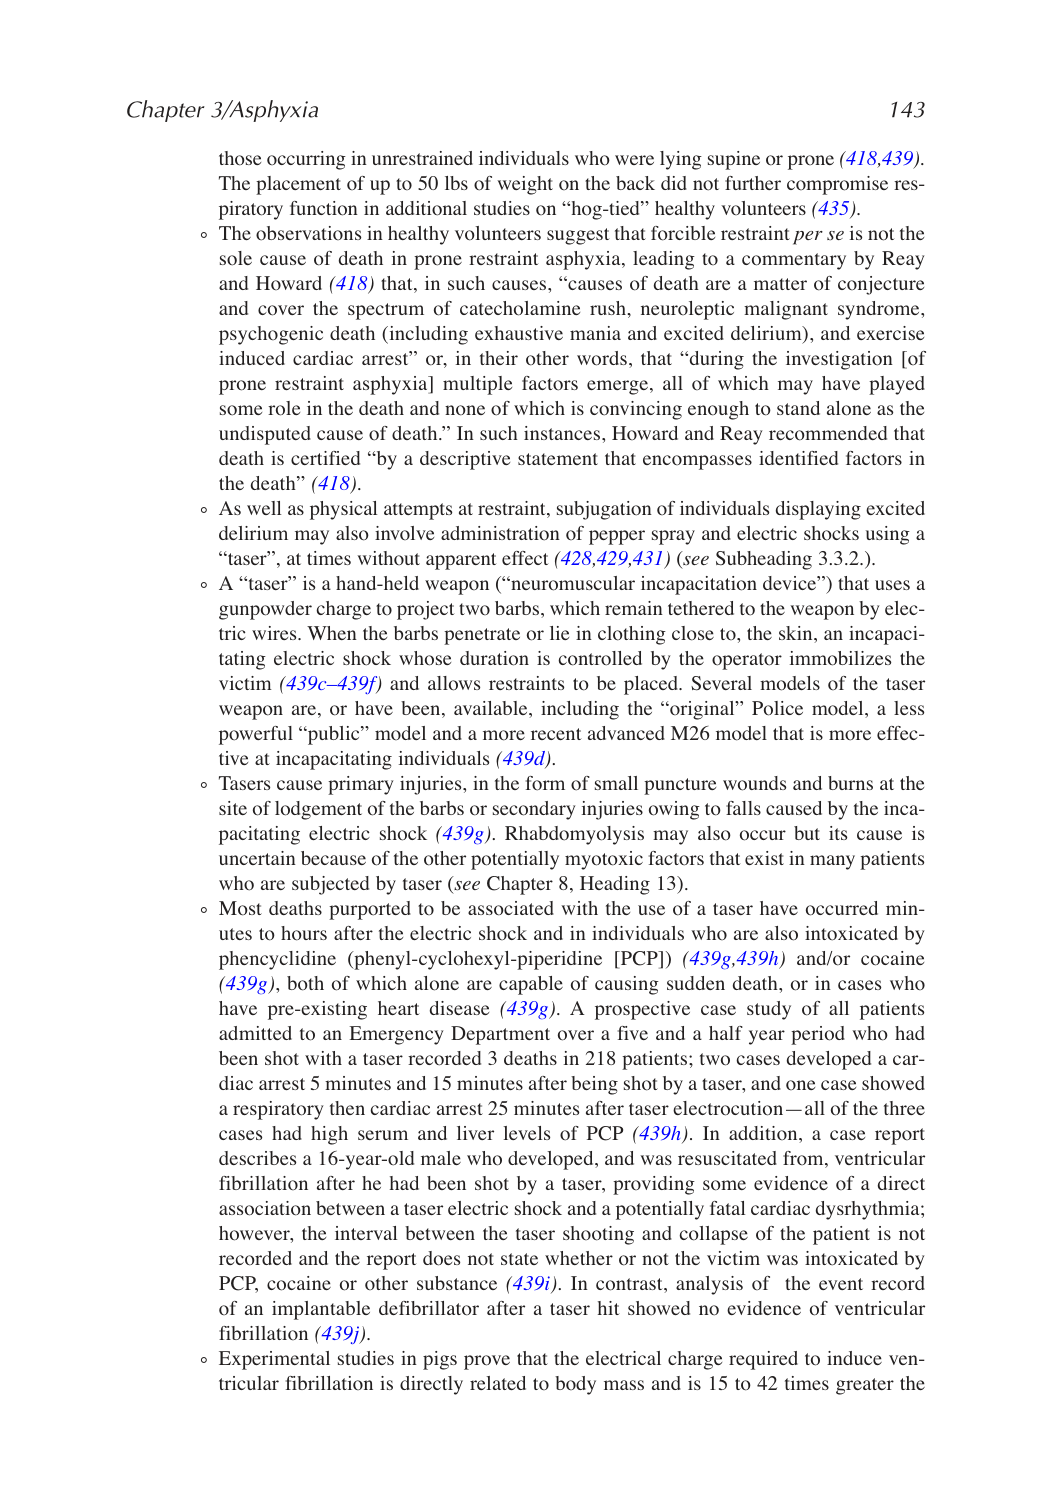 Chapter 3/Asphyxia 143
those occurring in unrestrained individuals who were lying supine or prone (418,439).
The placement of up to 50 lbs of weight on the back did not further compromise res-
piratory function in additional studies on “hog-tied” healthy volunteers (435).
◦ The observations in healthy volunteers suggest that forcible restraint per se is not the
sole cause of death in prone restraint asphyxia, leading to a commentary by Reay
and Howard (418) that, in such causes, “causes of death are a matter of conjecture
and cover the spectrum of catecholamine rush, neuroleptic malignant syndrome,
psychogenic death (including exhaustive mania and excited delirium), and exercise
induced cardiac arrest” or, in their other words, that “during the investigation [of
prone restraint asphyxia] multiple factors emerge, all of which may have played
some role in the death and none of which is convincing enough to stand alone as the
undisputed cause of death.” In such instances, Howard and Reay recommended that
death is certified “by a descriptive statement that encompasses identified factors in
the death” (418).
◦ As well as physical attempts at restraint, subjugation of individuals displaying excited
delirium may also involve administration of pepper spray and electric shocks using a
“taser”, at times without apparent effect (428,429,431) (see Subheading 3.3.2.).
◦ A “taser” is a hand-held weapon (“neuromuscular incapacitation device”) that uses a
gunpowder charge to project two barbs, which remain tethered to the weapon by elec-
tric wires. When the barbs penetrate or lie in clothing close to, the skin, an incapaci-
tating electric shock whose duration is controlled by the operator immobilizes the
victim (439c–439f) and allows restraints to be placed. Several models of the taser
weapon are, or have been, available, including the “original” Police model, a less
powerful “public” model and a more recent advanced M26 model that is more effec-
tive at incapacitating individuals (439d).
◦ Tasers cause primary injuries, in the form of small puncture wounds and burns at the
site of lodgement of the barbs or secondary injuries owing to falls caused by the inca-
pacitating electric shock (439g). Rhabdomyolysis may also occur but its cause is
uncertain because of the other potentially myotoxic factors that exist in many patients
who are subjected by taser (see Chapter 8, Heading 13).
◦ Most deaths purported to be associated with the use of a taser have occurred min-
utes to hours after the electric shock and in individuals who are also intoxicated by
phencyclidine (phenyl-cyclohexyl-piperidine [PCP]) (439g,439h) and/or cocaine
(439g), both of which alone are capable of causing sudden death, or in cases who
have pre-existing heart disease (439g). A prospective case study of all patients
admitted to an Emergency Department over a five and a half year period who had
been shot with a taser recorded 3 deaths in 218 patients; two cases developed a car-
diac arrest 5 minutes and 15 minutes after being shot by a taser, and one case showed
a respiratory then cardiac arrest 25 minutes after taser electrocution—all of the three
cases had high serum and liver levels of PCP (439h). In addition, a case report
describes a 16-year-old male who developed, and was resuscitated from, ventricular
fibrillation after he had been shot by a taser, providing some evidence of a direct
association between a taser electric shock and a potentially fatal cardiac dysrhythmia;
however, the interval between the taser shooting and collapse of the patient is not
recorded and the report does not state whether or not the victim was intoxicated by
PCP, cocaine or other substance (439i). In contrast, analysis of the event record
of an implantable defibrillator after a taser hit showed no evidence of ventricular
fibrillation (439j).
◦ Experimental studies in pigs prove that the electrical charge required to induce ven-
tricular fibrillation is directly related to body mass and is 15 to 42 times greater the